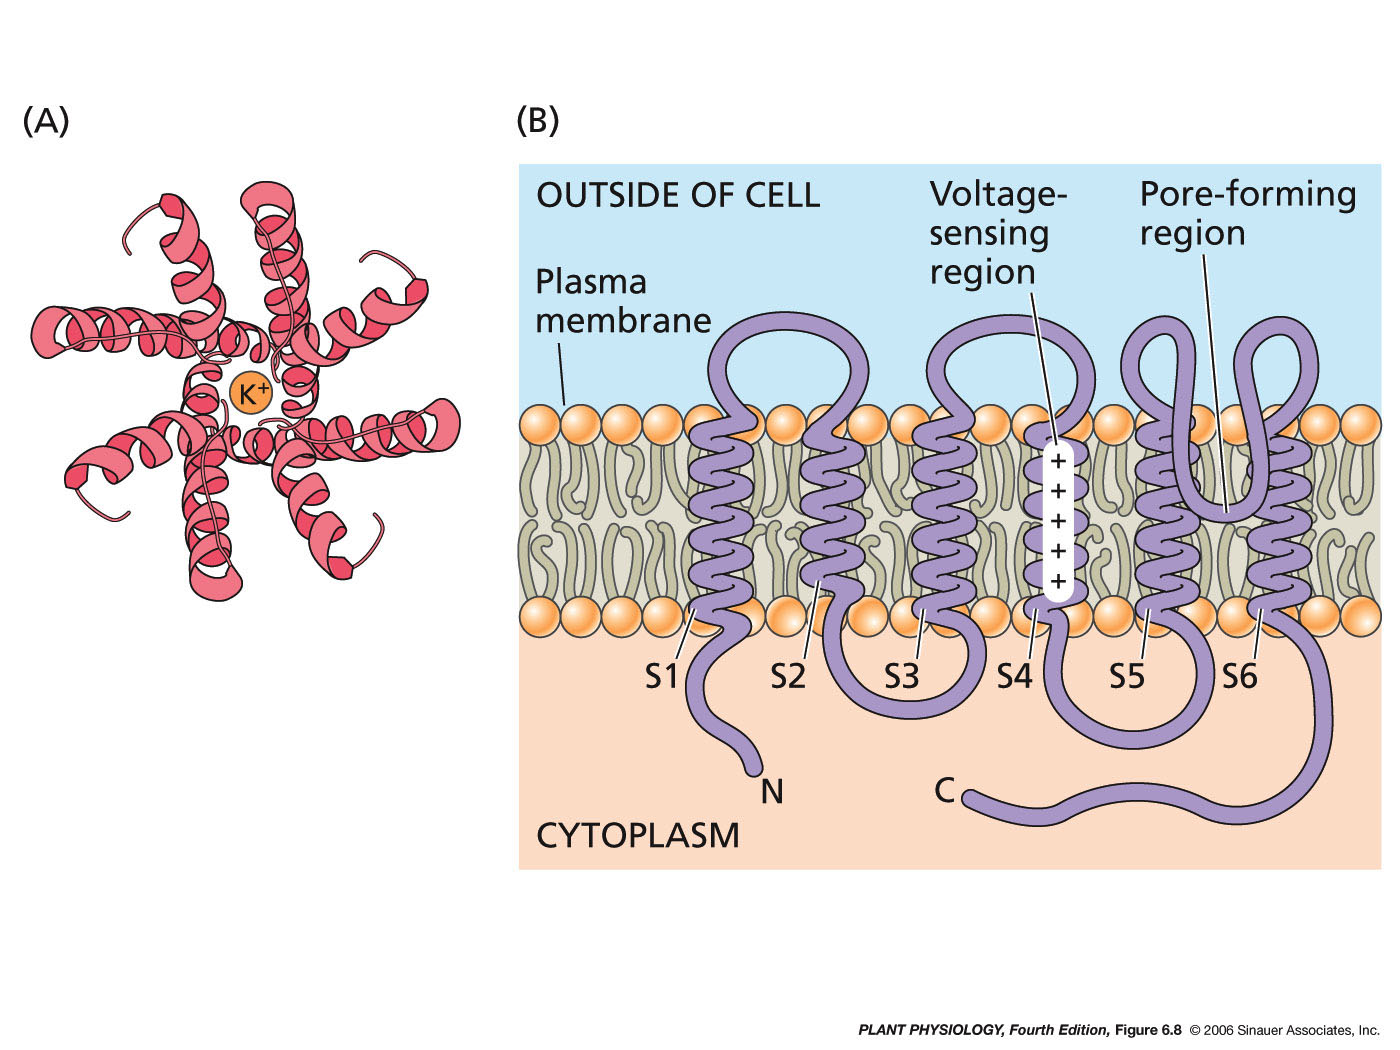 (A)
K+
(B)
OUTSIDE OF CELL
Voltage-
sensing
region
Pore-forming
region
Plasma
membrane
+
+
+
+
+
S1
S2
S3
S4
S5
S6
N
C
CYTOPLASM
PLANT PHYSIOLOGY, Fourth Edition, Figure 6.8 © 2006 Sinauer Associates, Inc.